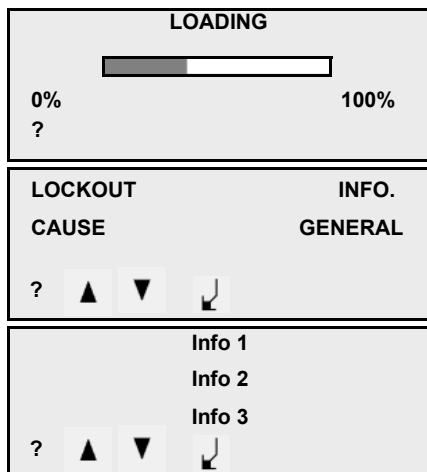 LOADING
0% 100%
?
LOCKOUT INFO.
CAUSE GENERAL
? ▲ ▼ ↲
Info 1
Info 2
Info 3
? ▲ ▼ ↲